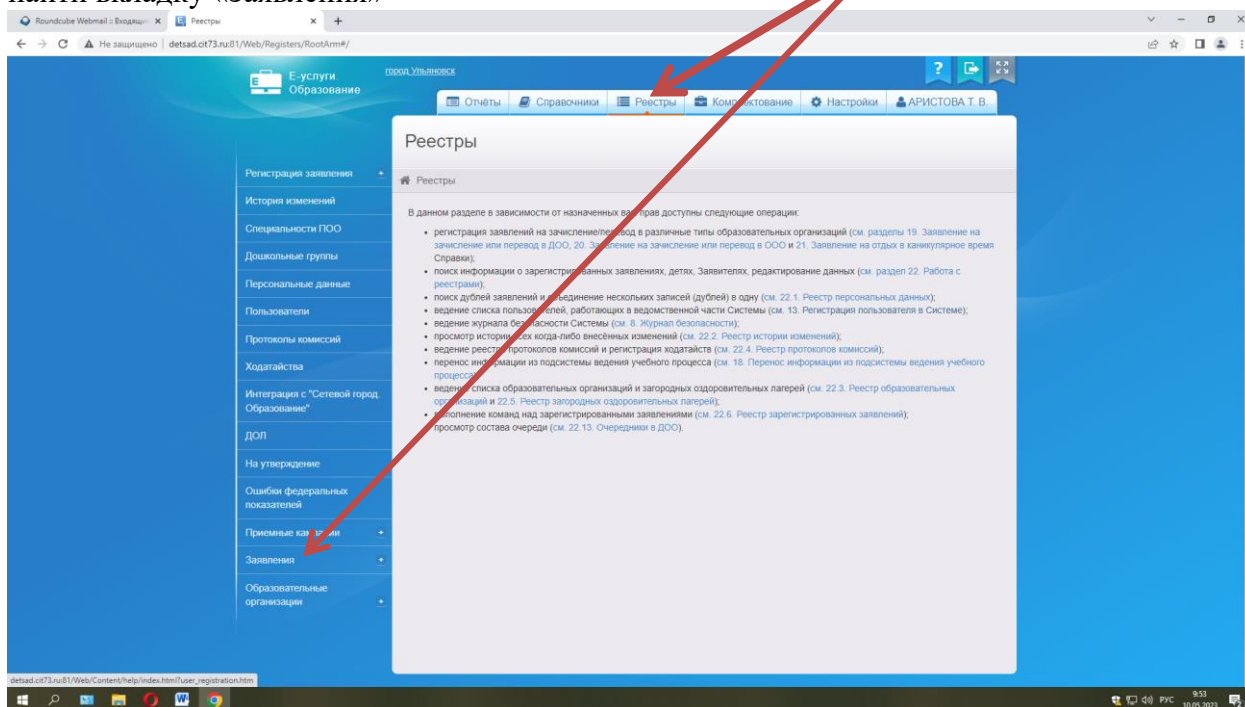 найти вкладку «Заявления»
Roundcube Webmail :: Входящи
Реестры
Не защищено | detsad.cit73.ru:81/Web/Registers/RootArm#/
Е-услуги.
Образование
город Ульяновск
Отчёты Справочники Реестры Комплектование Настройки АРИСТОВА Т. В.
Реестры
Реестры
Регистрация заявления
История изменений
Специальности ПОО
Дошкольные группы
Персональные данные
Пользователи
Протоколы комиссий
Ходатайства
Интеграция с "Сетевой город.
Образование"
ДОЛ
На утверждение
Ошибки федеральных
показателей
Приемные кампании
Заявления
Образовательные
организации
В данном разделе в зависимости от назначенных вам прав доступны следующие операции:
• регистрация заявлений на зачисление/перевод в различные типы образовательных организаций (см. разделы 19. Заявление на
зачисление или перевод в ДОО, 20. Заявление на зачисление или перевод в ООО и 21. Заявление на отдых в каникулярное время
Справки);
• поиск информации о зарегистрированных заявлениях, детях, Заявителях, редактирование данных (см. раздел 22. Работа с
реестрами);
• поиск дублей заявлений и объединение нескольких записей (дублей) в одну (см. 22.1. Реестр персональных данных);
• ведение списка пользователей, работающих в ведомственной части Системы (см. 13. Регистрация пользователя в Системе);
• ведение журнала безопасности Системы (см. 8. Журнал безопасности);
• просмотр истории всех когда-либо внесённых изменений (см. 22.2. Реестр истории изменений);
• ведение реестра протоколов комиссий и регистрация ходатайств (см. 22.4. Реестр протоколов комиссий);
• перенос информации из подсистемы ведения учебного процесса (см. 18. Перенос информации из подсистемы ведения учебного
процесса);
• ведение списка образовательных организаций и загородных оздоровительных лагерей (см. 22.3. Реестр образовательных
организаций и 22.5. Реестр загородных оздоровительных лагерей);
• выполнение команд над зарегистрированными заявлениями (см. 22.6. Реестр зарегистрированных заявлений);
просмотр состава очереди (см. 22.13. Очередники в ДОО).
detsad.cit73.ru:81/Web/Content/help/index.html?user_registration.htm
РУС
9:53
10.05.2023